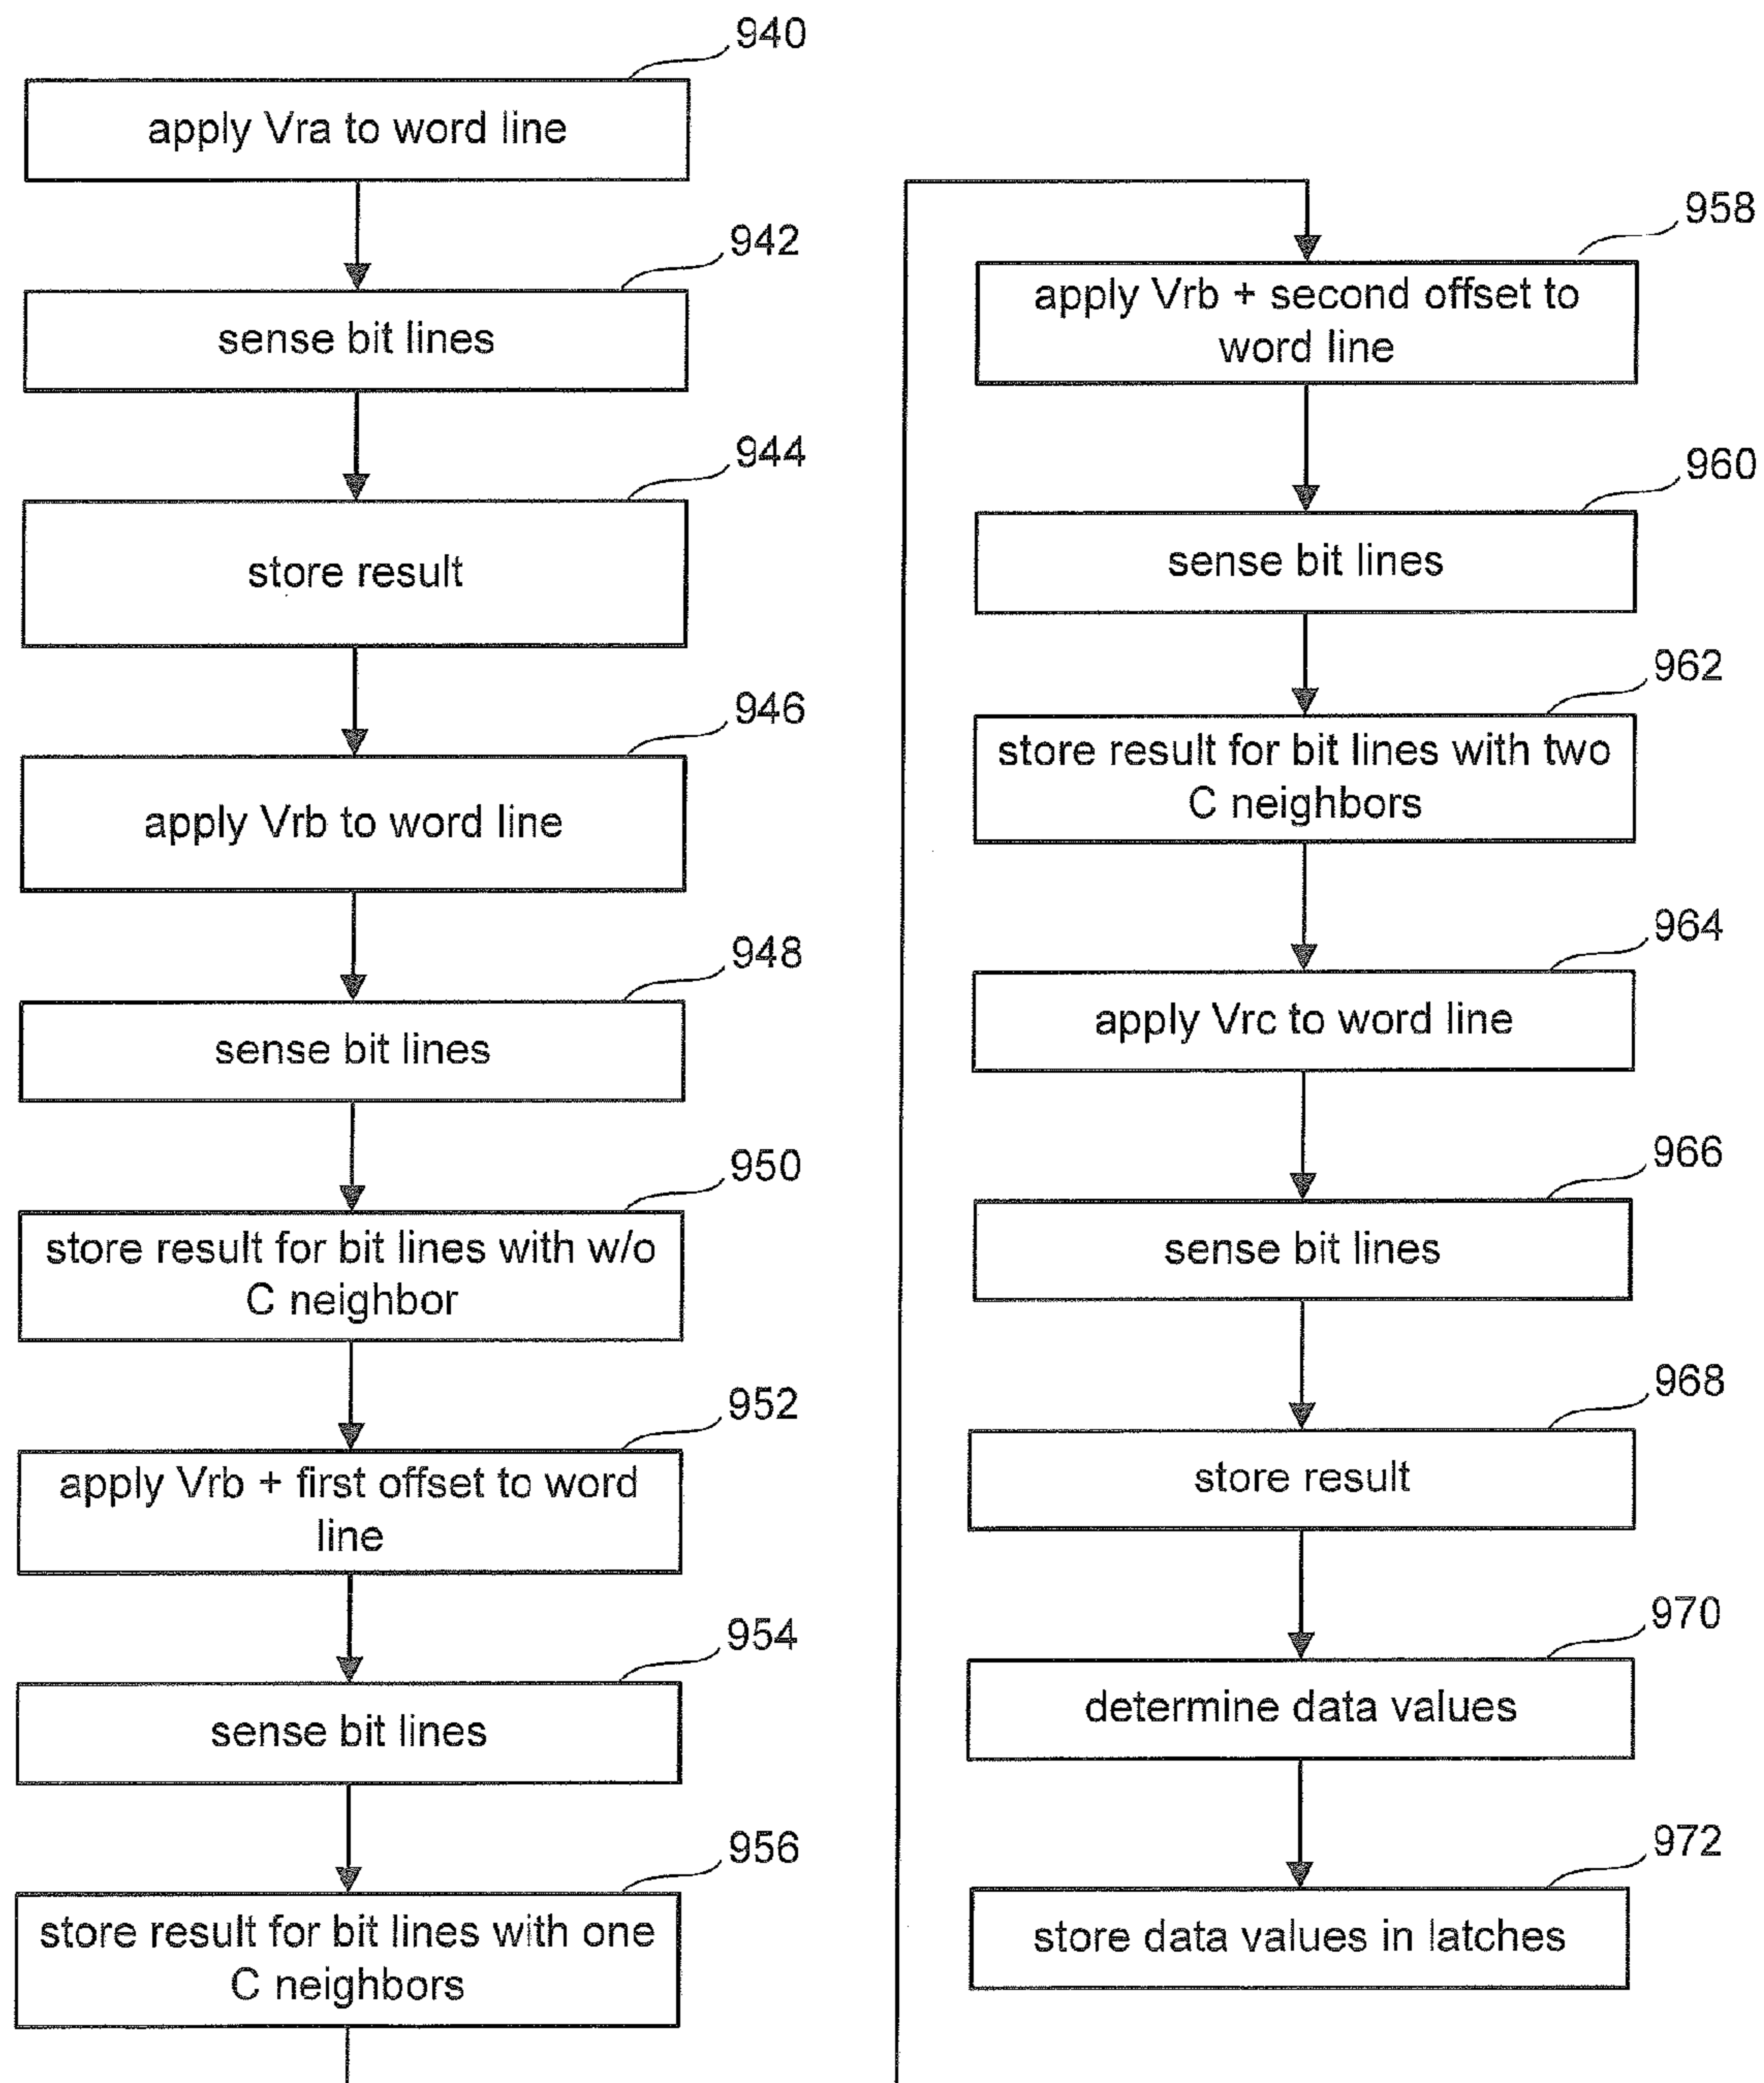 940
apply Vra to word line
942
sense bit lines
944
store result
946
apply Vrb to word line
948
sense bit lines
950
store result for bit lines with w/o
C neighbor
952
apply Vrb + first offset to word
line
954
sense bit lines
956
store result for bit lines with one
C neighbors
958
apply Vrb + second offset to
word line
960
sense bit lines
962
store result for bit lines with two
C neighbors
964
apply Vrc to word line
966
sense bit lines
968
store result
970
determine data values
972
store data values in latches